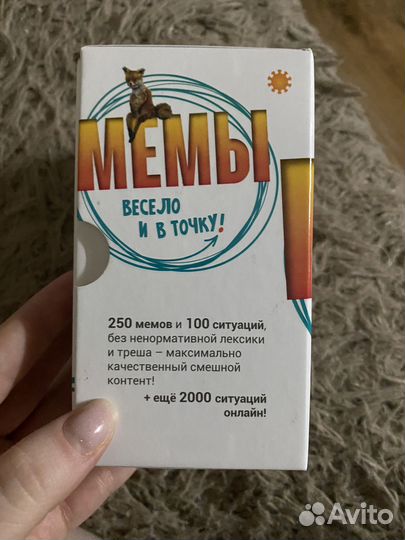 МЕМЫ
ВЕСЕЛО
И В ТОЧКУ!
250 мемов и 100 ситуаций,
без ненормативной лексики
и треша – максимально
качественный смешной
контент!
+ ещё 2000 ситуаций
онлайн!
Avito